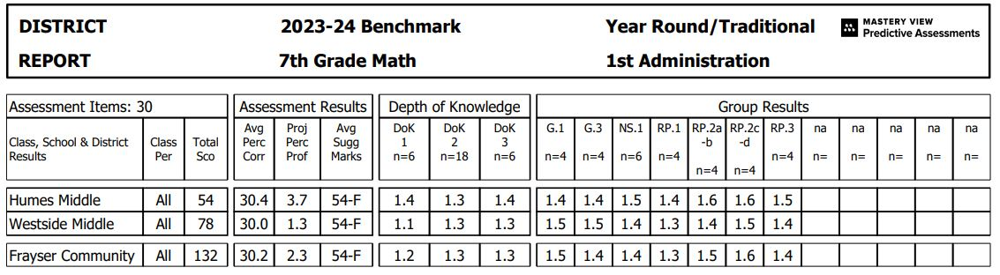 DISTRICT 2023-24 Benchmark Year Round/Traditional MASTERY VIEW Predictive Assessments
REPORT 7th Grade Math 1st Administration
Assessment Items: 30 Assessment Results Depth of Knowledge Group Results
Class, School & District Results Class Per Total Sco Avg Perc Corr Proj Perc Prof Avg Sugg Marks DoK 1 n=6 DoK 2 n=18 DoK 3 n=6 G.1 n=4 G.3 n=4 NS.1 n=6 RP.1 n=4 RP.2a-b n=4 RP.2c-d n=4 RP.3 n=4 na n= na n= na n= na n= na n=
Humes Middle All 54 30.4 3.7 54-F 1.4 1.3 1.4 1.4 1.4 1.5 1.4 1.6 1.6 1.5
Westside Middle All 78 30.0 1.3 54-F 1.1 1.3 1.3 1.5 1.5 1.4 1.3 1.4 1.5 1.4
Frayser Community All 132 30.2 2.3 54-F 1.2 1.3 1.3 1.5 1.4 1.4 1.3 1.5 1.6 1.4